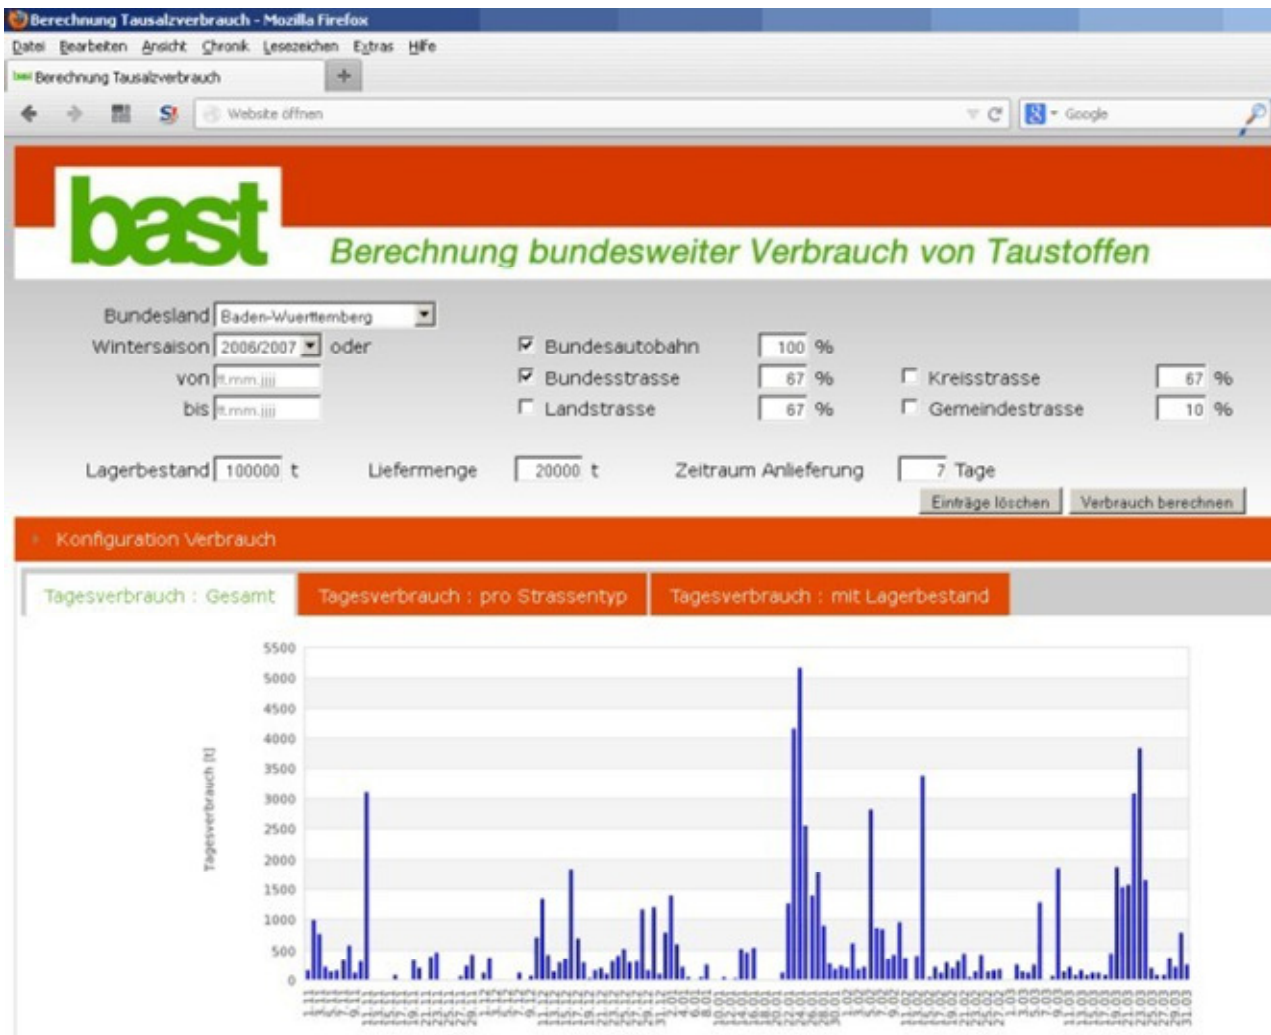 Berechnung Tausalzverbrauch - Mozilla Firefox
Datei Bearbeiten Ansicht Chronik Lesezeichen Extras Hilfe
bast Berechnung Tausalzverbrauch +
S! Website öffnen 8 Google
bast
Berechnung bundesweiter Verbrauch von Taustoffen
Bundesland Baden-Wuerttemberg
Wintersaison 2006/2007 oder Bundesautobahn 100 %
von tt.mm.jjjj Bundesstrasse 67 % Kreisstrasse 67 %
bis tt.mm.jjjj Landstrasse 67 % Gemeindestrasse 10 %
Lagerbestand 100000 t Liefermenge 20000 t Zeitraum Anlieferung 7 Tage
Einträge löschen Verbrauch berechnen
Konfiguration Verbrauch
Tagesverbrauch : Gesamt Tagesverbrauch : pro Strassentyp Tagesverbrauch : mit Lagerbestand
Tagesverbrauch [t]
5500
5000
4500
4000
3500
3000
2500
2000
1500
1000
500
0